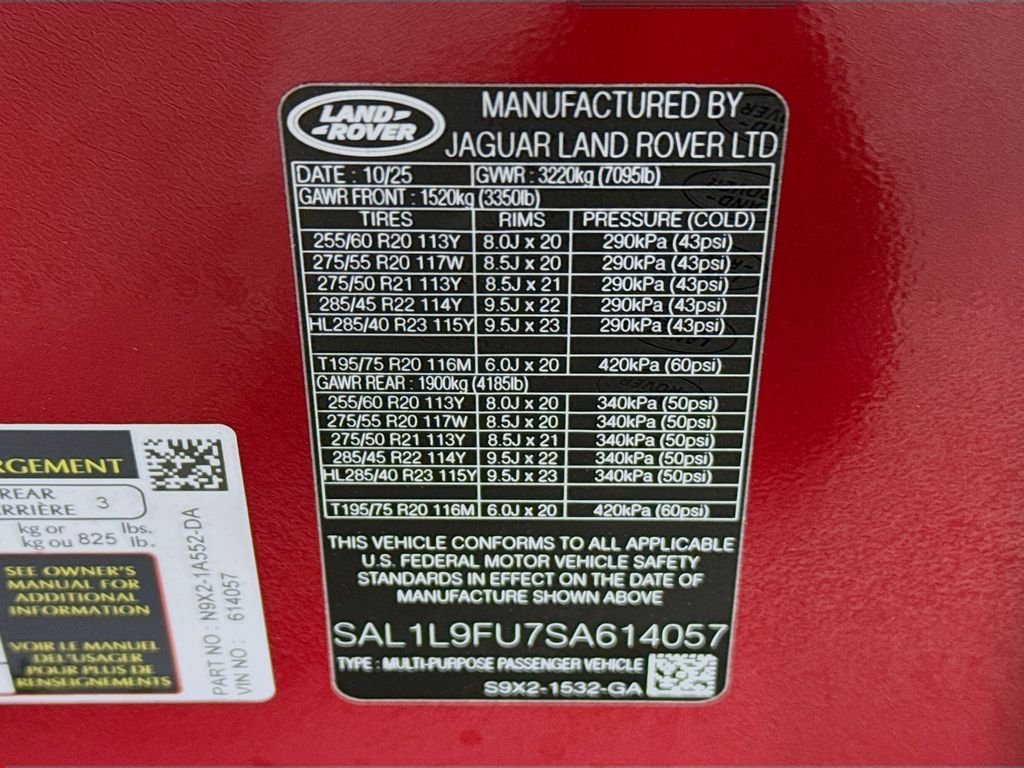 LAND-
-ROVER
MANUFACTURED BY
JAGUAR LAND ROVER LTD
DATE : 10/25 GVWR : 3220kg (7095lb)
GAWR FRONT : 1520kg (3350lb)
TIRES RIMS PRESSURE (COLD)
255/60 R20 113Y 8.0J x 20 290kPa (43psi)
275/55 R20 117W 8.5J x 20 290kPa (43psi)
275/50 R21 113Y 8.5J x 21 290kPa (43psi)
285/45 R22 114Y 9.5J x 22 290kPa (43psi)
HL285/40 R23 115Y 9.5J x 23 290kPa (43psi)
T195/75 R20 116M 6.0J x 20 420kPa (60psi)
GAWR REAR : 1900kg (4185lb)
255/60 R20 113Y 8.0J x 20 340kPa (50psi)
275/55 R20 117W 8.5J x 20 340kPa (50psi)
275/50 R21 113Y 8.5J x 21 340kPa (50psi)
285/45 R22 114Y 9.5J x 22 340kPa (50psi)
HL285/40 R23 115Y 9.5J x 23 340kPa (50psi)
T195/75 R20 116M 6.0J x 20 420kPa (60psi)
THIS VEHICLE CONFORMS TO ALL APPLICABLE
U.S. FEDERAL MOTOR VEHICLE SAFETY
STANDARDS IN EFFECT ON THE DATE OF
MANUFACTURE SHOWN ABOVE
SAL1L9FU7SA614057
TYPE : MULTI-PURPOSE PASSENGER VEHICLE
S9X2-1532-GA
RGEMENT
REAR
RRIÈRE 3
kg or lbs.
kg ou 825 lb.
SEE OWNER'S
MANUAL FOR
ADDITIONAL
INFORMATION
VOIR LE MANUEL
DEL'USAGER
POUR PLUS DE
RENSEIGNEMENTS
PART NO : N9X2-1A552-DA
VIN NO : 614057